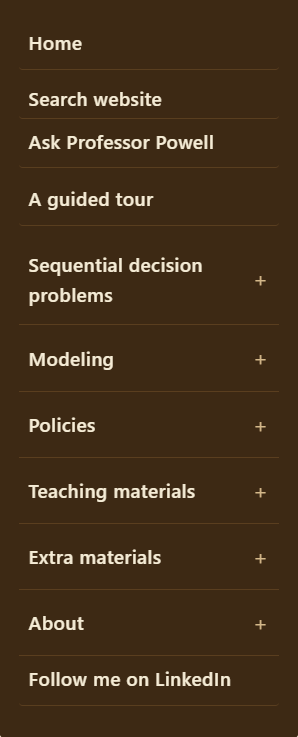 Home
Search website
Ask Professor Powell
A guided tour
Sequential decision
problems
+
Modeling +
Policies +
Teaching materials +
Extra materials +
About +
Follow me on LinkedIn